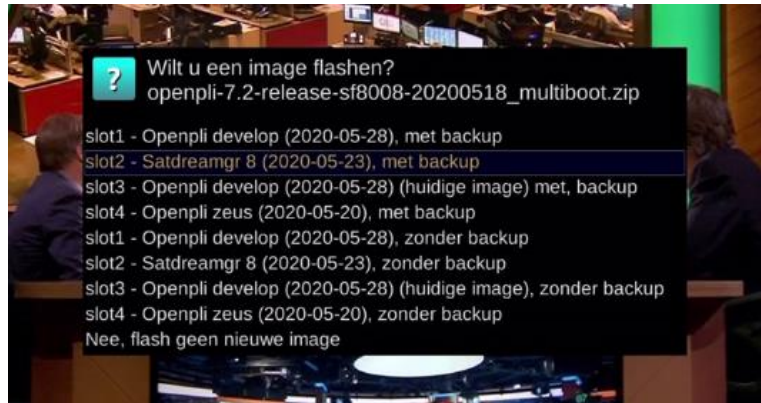 ?
Wilt u een image flashen?
openpli-7.2-release-sf8008-20200518_multiboot.zip
slot1 - Openpli develop (2020-05-28), met backup
slot2 - Satdreamgr 8 (2020-05-23), met backup
slot3 - Openpli develop (2020-05-28) (huidige image) met, backup
slot4 - Openpli zeus (2020-05-20), met backup
slot1 - Openpli develop (2020-05-28), zonder backup
slot2 - Satdreamgr 8 (2020-05-23), zonder backup
slot3 - Openpli develop (2020-05-28) (huidige image), zonder backup
slot4 - Openpli zeus (2020-05-20), zonder backup
Nee, flash geen nieuwe image